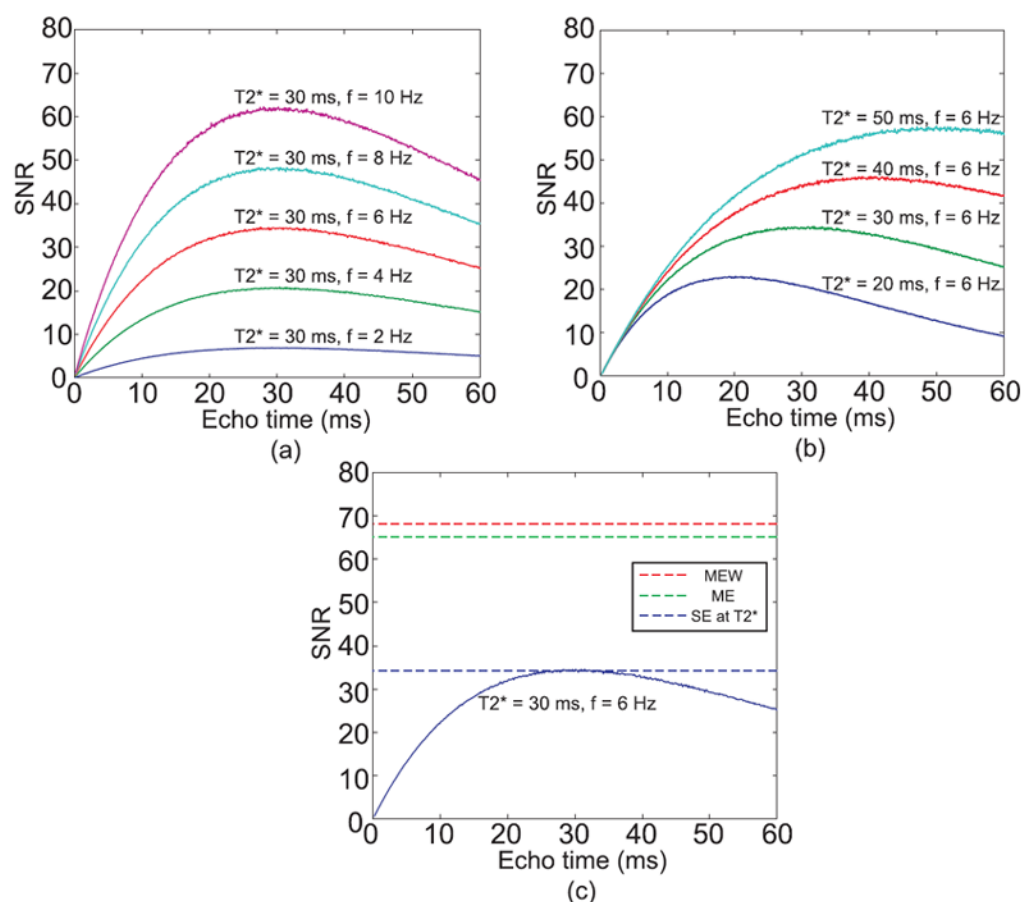 80
70
60
50
40
30
20
10
0
SNR
T2* = 30 ms, f = 10 Hz
T2* = 30 ms, f = 8 Hz
T2* = 30 ms, f = 6 Hz
T2* = 30 ms, f = 4 Hz
T2* = 30 ms, f = 2 Hz
0 10 20 30 40 50 60
Echo time (ms)
(a)
80
70
60
50
40
30
20
10
0
SNR
T2* = 50 ms, f = 6 Hz
T2* = 40 ms, f = 6 Hz
T2* = 30 ms, f = 6 Hz
T2* = 20 ms, f = 6 Hz
0 10 20 30 40 50 60
Echo time (ms)
(b)
80
70
60
50
40
30
20
10
0
SNR
MEW
ME
SE at T2*
T2* = 30 ms, f = 6 Hz
0 10 20 30 40 50 60
Echo time (ms)
(c)